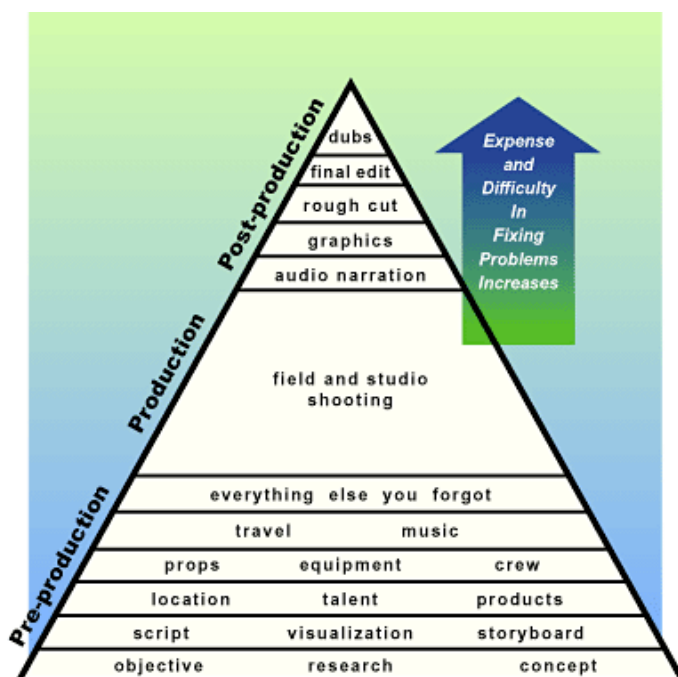 dubs
final edit
rough cut
graphics
audio narration
Expense
and
Difficulty
In
Fixing
Problems
Increases
Post-production
field and studio
shooting
Production
everything else you forgot
travel music
props equipment crew
location talent products
script visualization storyboard
objective research concept
Pre-production